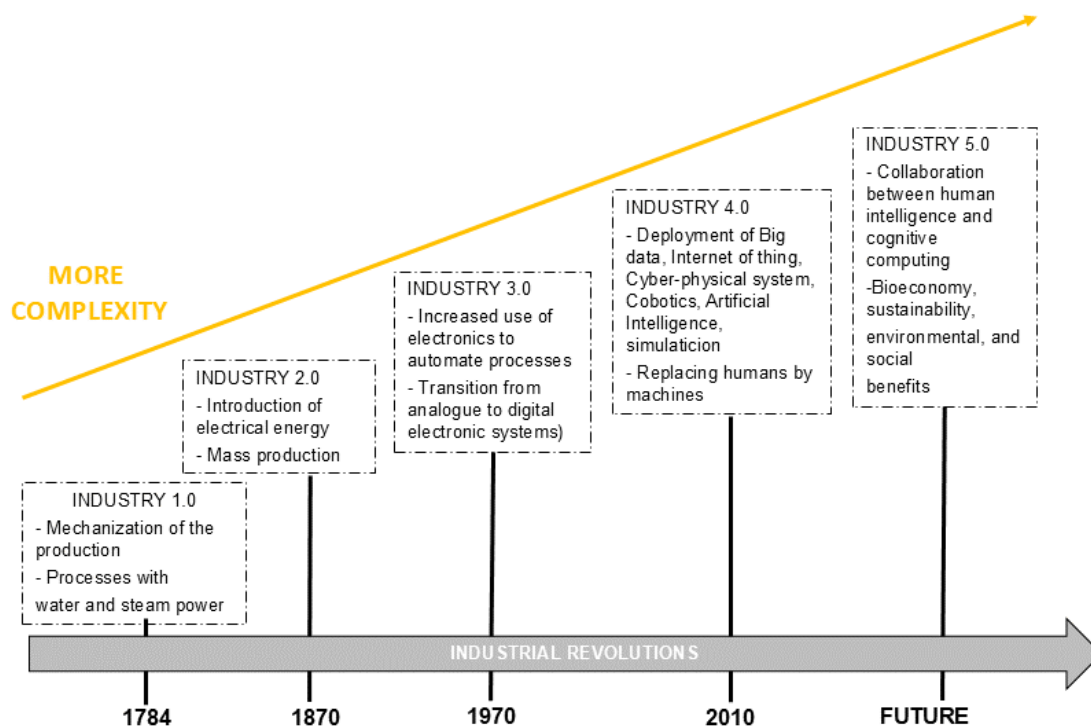 MORE
COMPLEXITY
INDUSTRY 1.0
- Mechanization of the
production
- Processes with
water and steam power
INDUSTRY 2.0
- Introduction of
electrical energy
- Mass production
INDUSTRY 3.0
- Increased use of
electronics to
automate processes
- Transition from
analogue to digital
electronic systems)
INDUSTRY 4.0
- Deployment of Big
data, Internet of thing,
Cyber-physical system,
Cobotics, Artificial
Intelligence,
simulaticion
- Replacing humans by
machines
INDUSTRY 5.0
- Collaboration
between human
intelligence and
cognitive
computing
-Bioeconomy,
sustainability,
environmental, and
social
benefits
INDUSTRIAL REVOLUTIONS
1784
1870
1970
2010
FUTURE